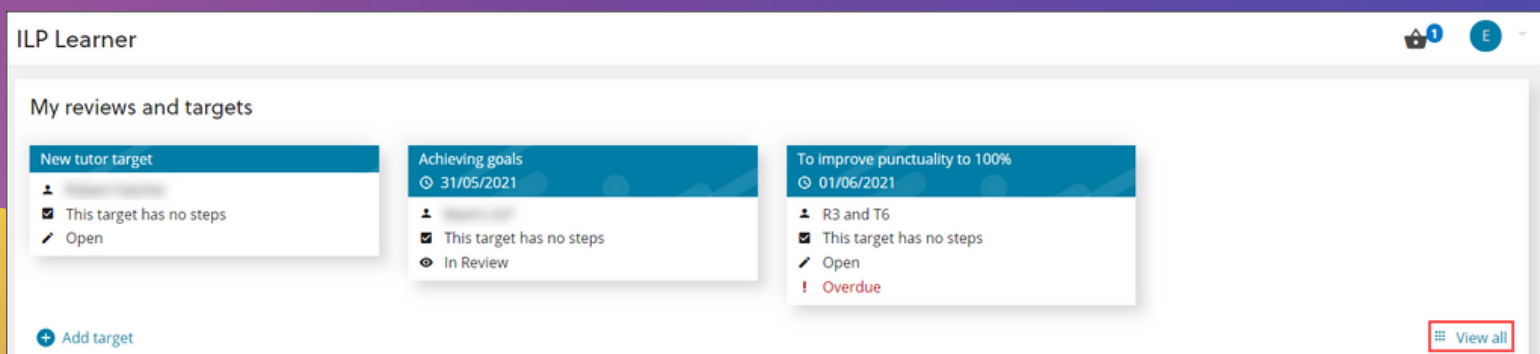 ILP Learner
1
E
My reviews and targets
New tutor target
This target has no steps
Open
Achieving goals
31/05/2021
This target has no steps
In Review
To improve punctuality to 100%
01/06/2021
R3 and T6
This target has no steps
Open
! Overdue
Add target
View all